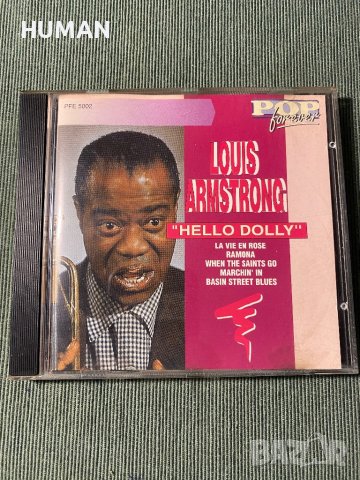 HUMAN
PFE 5002
POP
forever
LOUIS
ARMSTRONG
"HELLO DOLLY"
LA VIE EN ROSE
RAMONA
WHEN THE SAINTS GO
MARCHIN' IN
BASIN STREET BLUES
BAZAR